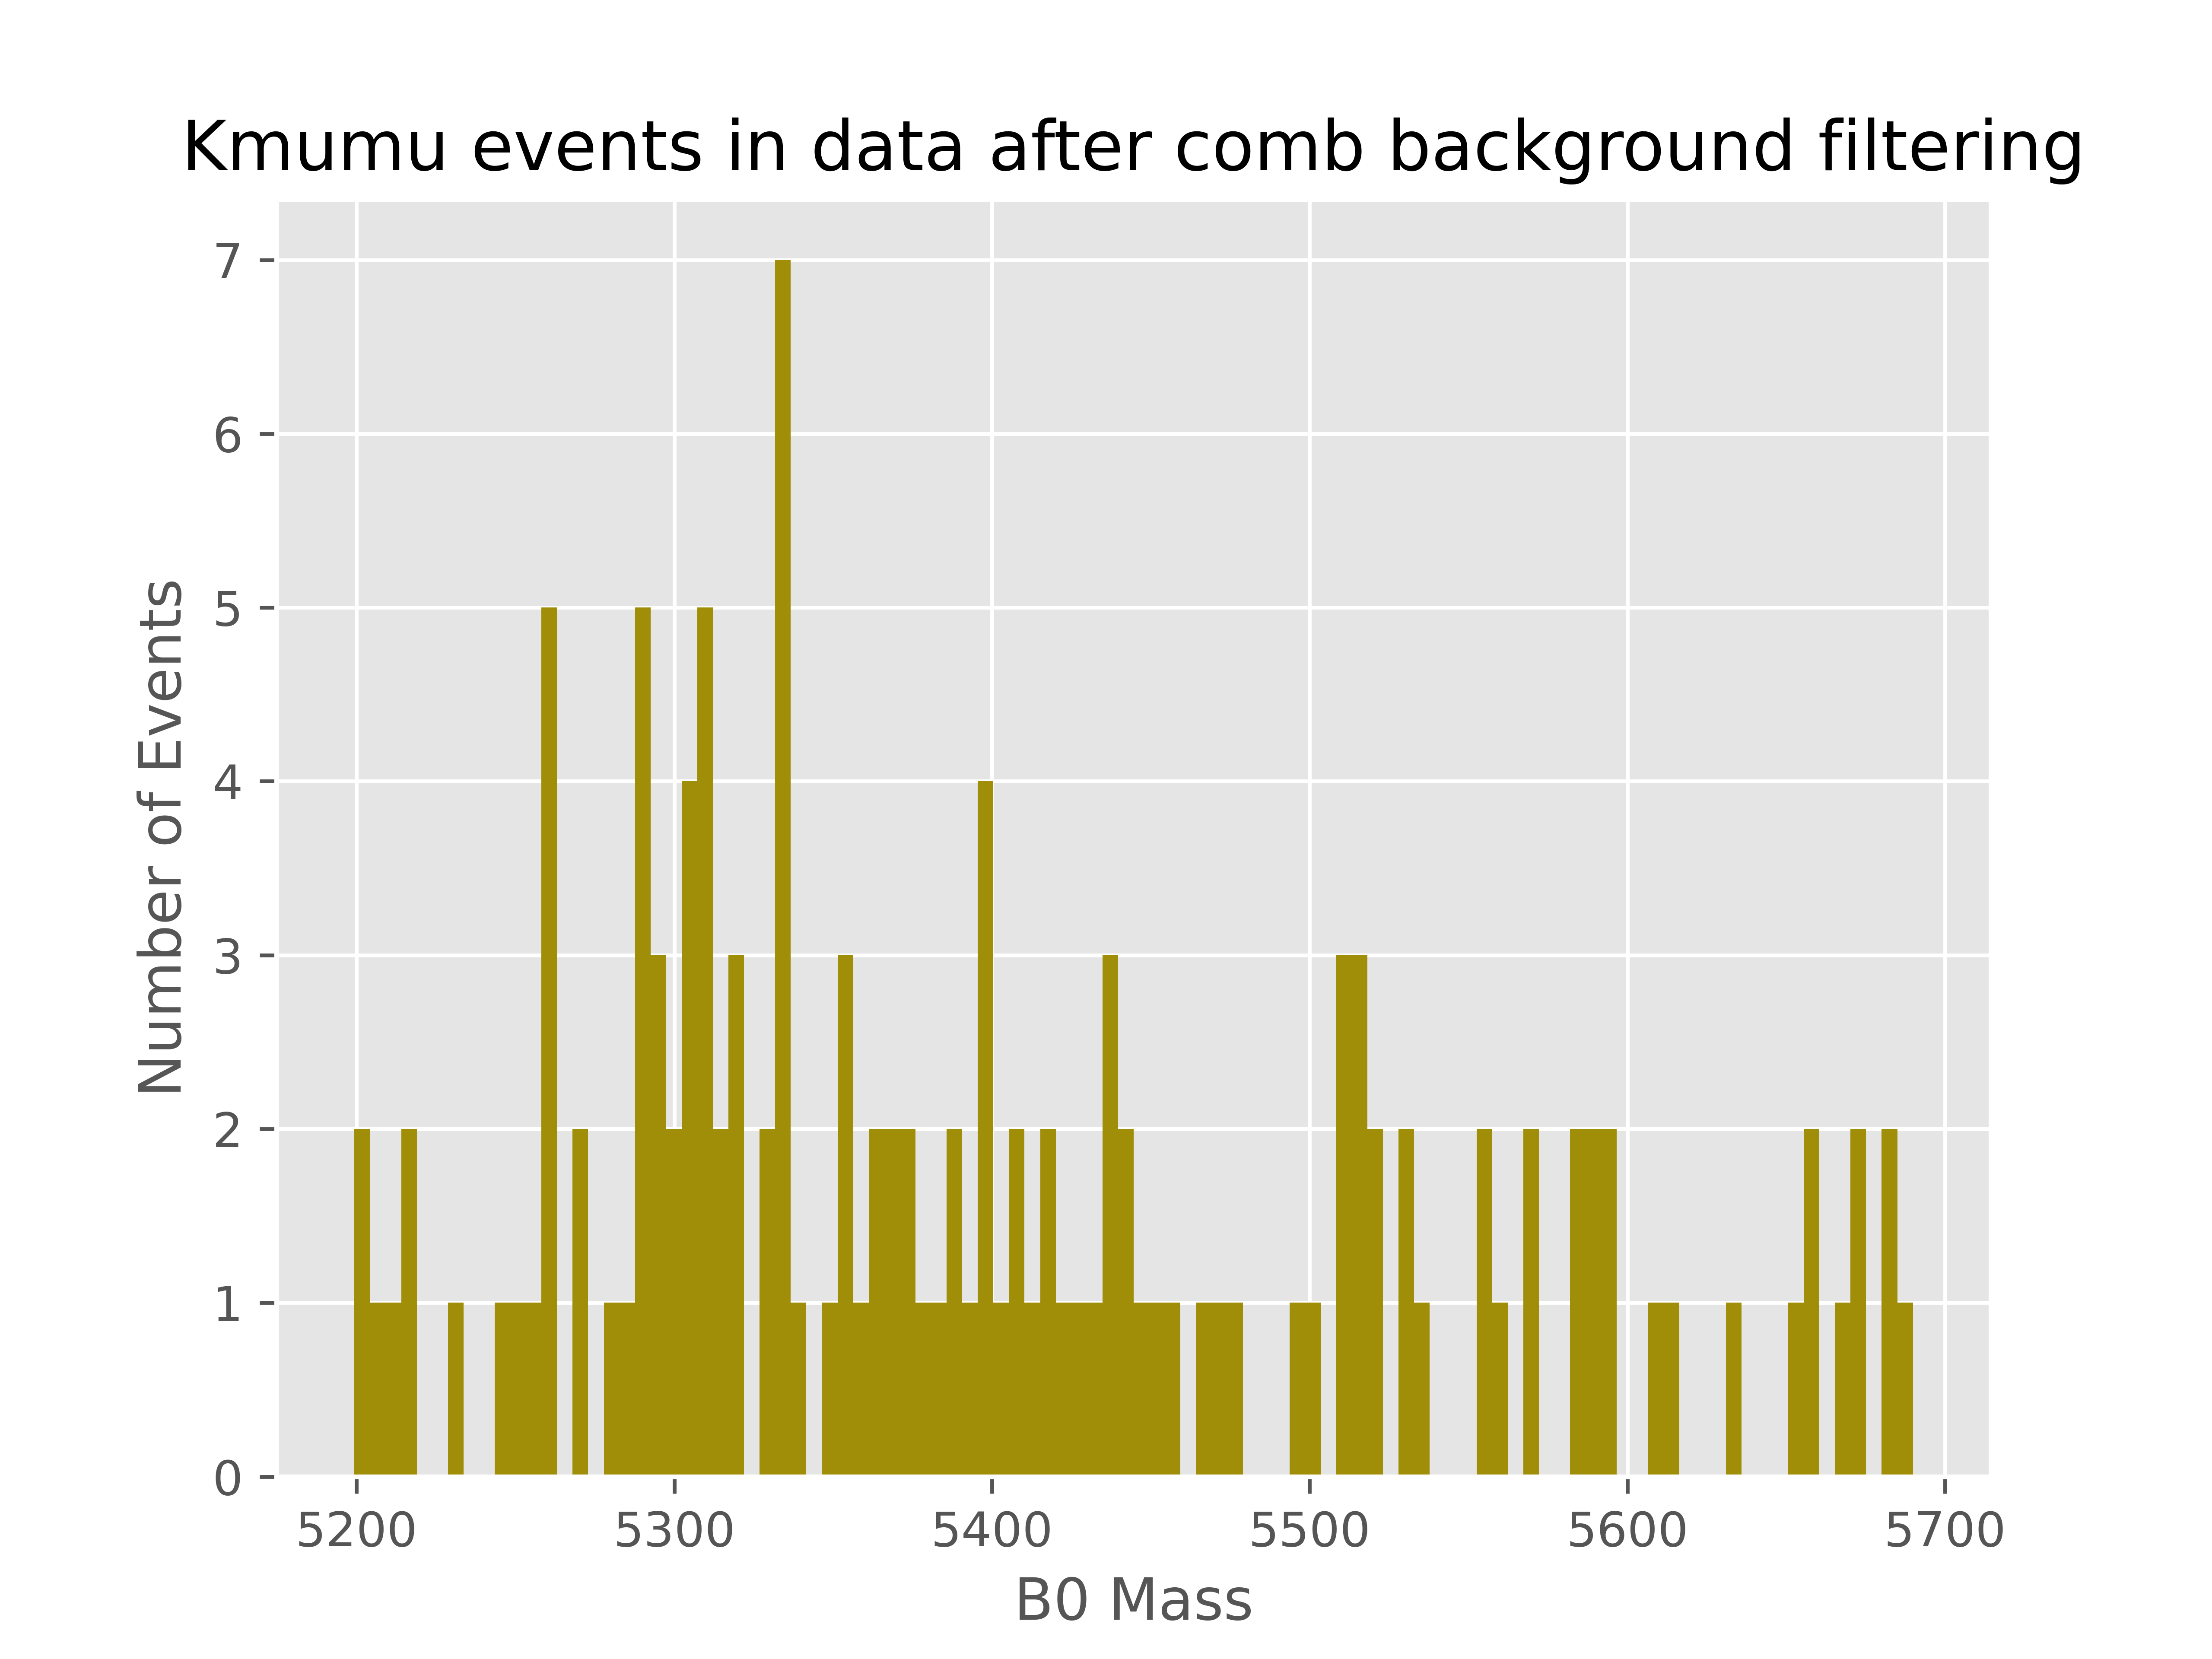 Kmumu events in data after comb background filtering
7
6
5
4
3
2
1
0
Number of Events
5200 5300 5400 5500 5600 5700
B0 Mass